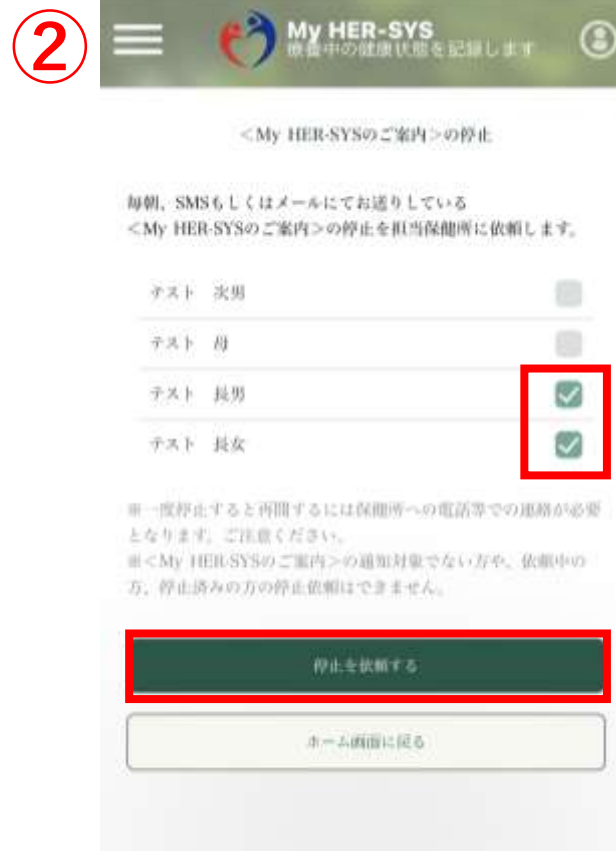 ②
My HER-SYS
療養中の健康状態を記録します
＜My HER-SYSのご案内＞の停止
毎朝、SMSもしくはメールにてお送りしている
＜My HER-SYSのご案内＞の停止を担当保健所に依頼します。
テスト　次男
テスト　母
テスト　長男
テスト　長女
※一度停止すると再開するには保健所への電話等での連絡が必要
となります。ご注意ください。
※＜My HER-SYSのご案内＞の通知対象でない方や、依頼中の
方、停止済みの方の停止依頼はできません。
停止を依頼する
ホーム画面に戻る